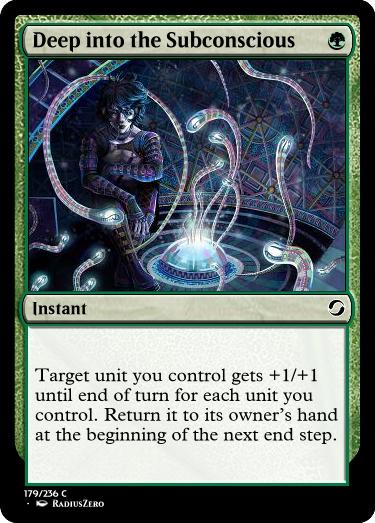 Deep into the Subconscious
Instant
Target unit you control gets +1/+1
until end of turn for each unit you
control. Return it to its owner's hand
at the beginning of the next end step.
179/236 C
· RadiusZero